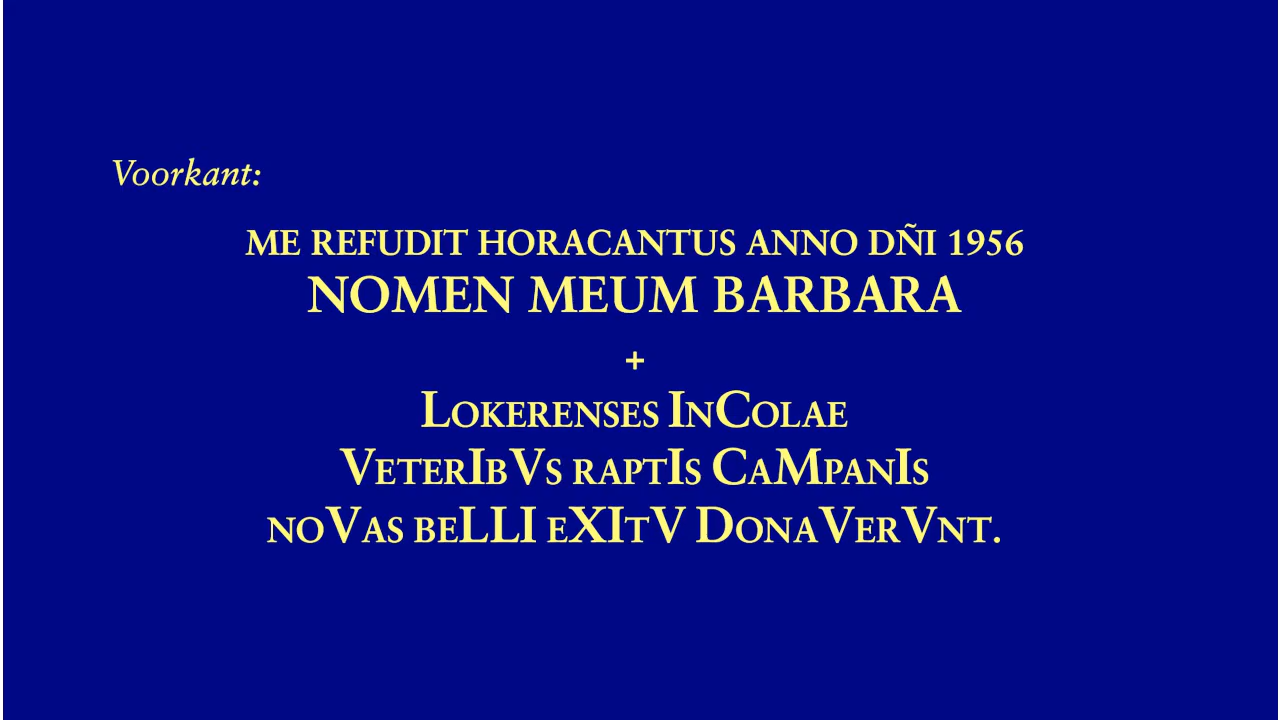 Voorkant:
ME REFUDIT HORACANTUS ANNO DÑI 1956
NOMEN MEUM BARBARA
+
LOKERENSES INCOLAE
VETERIBVS RAPTIS CAMPANIS
NOVAS BELLI EXITV DONAVERVNT.